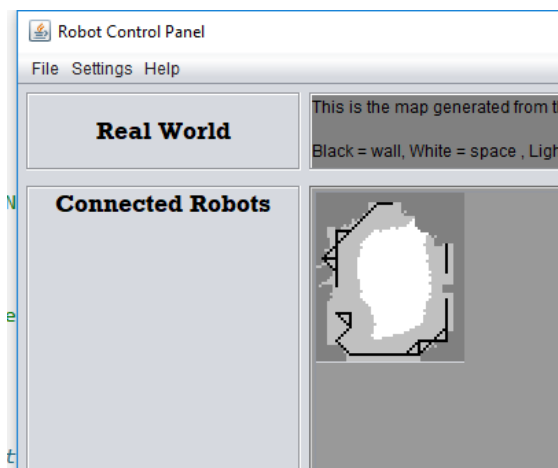 Robot Control Panel
File Settings Help
Real World
This is the map generated from
Black = wall, White = space ,
Connected Robots
N
e
t